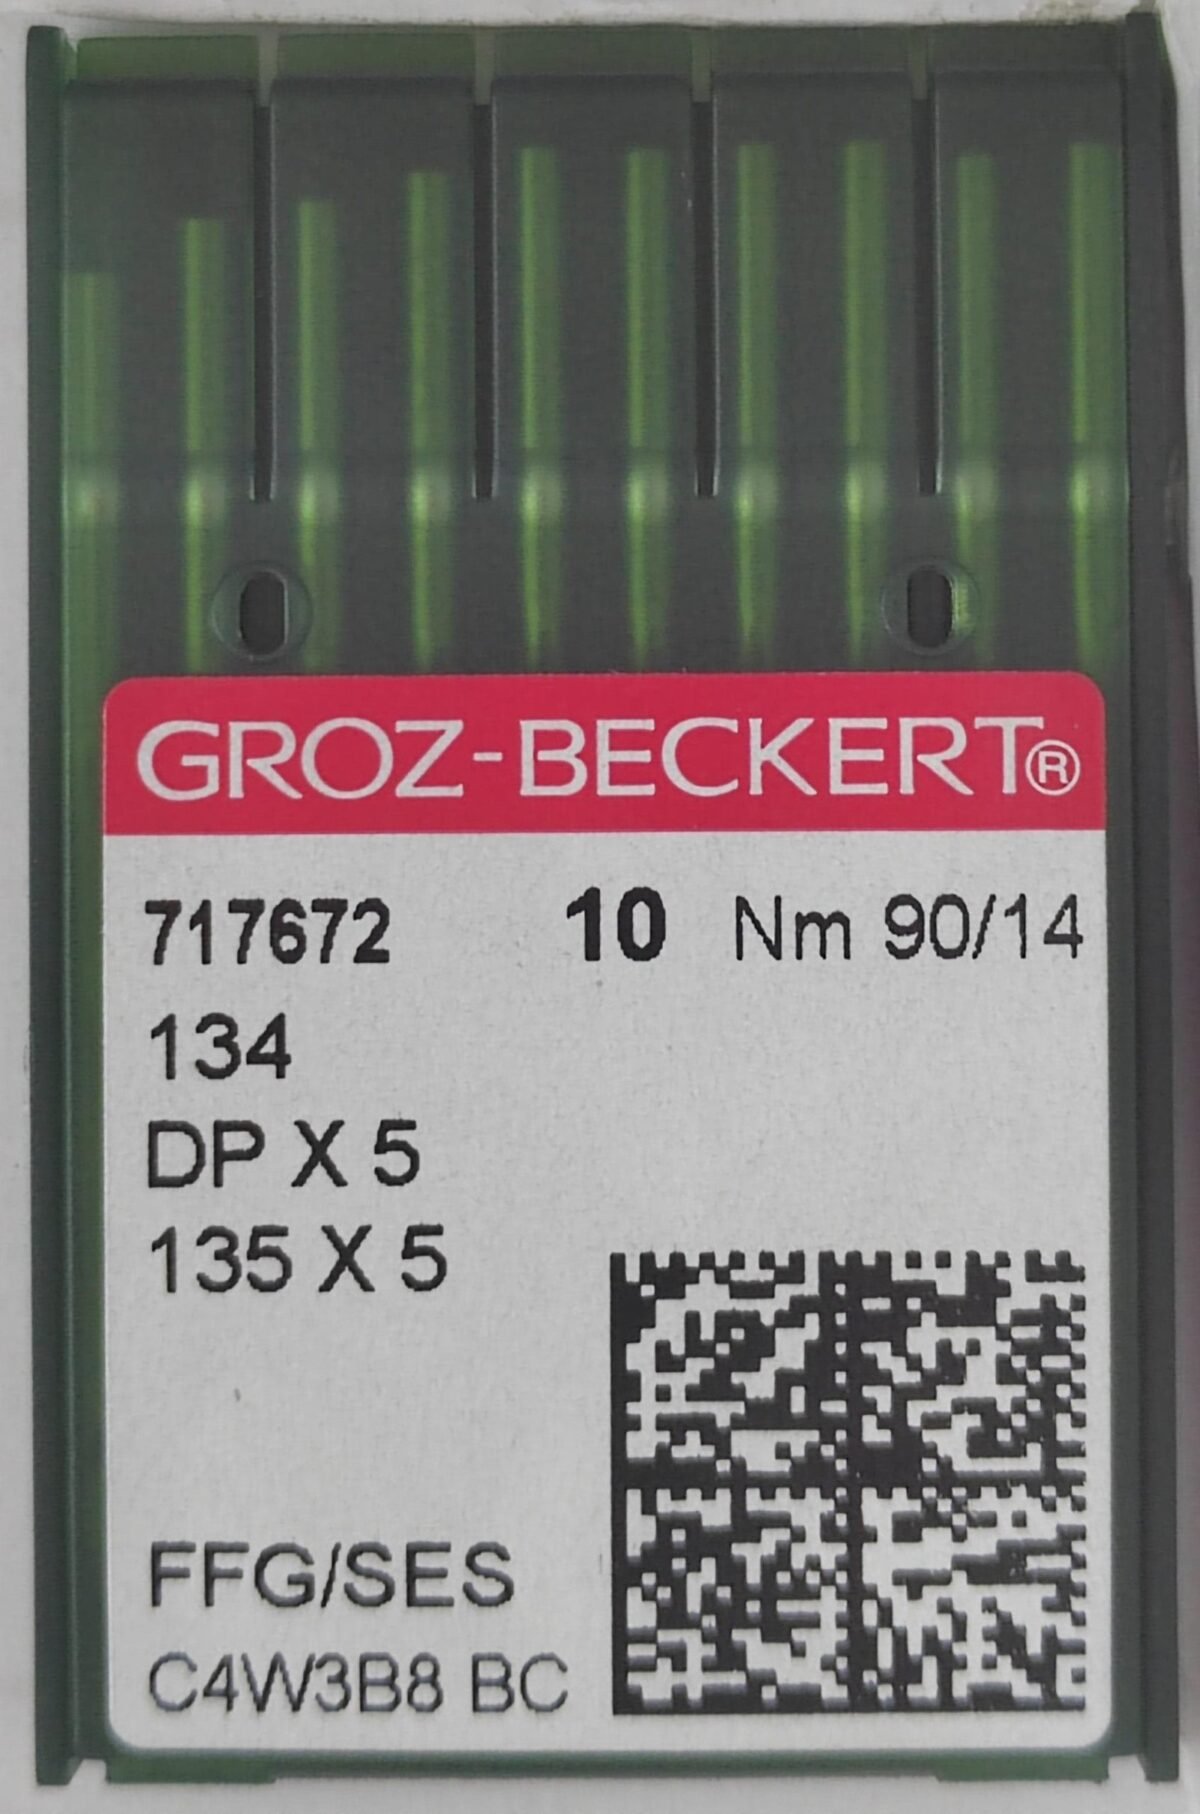 GROZ-BECKERT®
717672 10 Nm 90/14
134
DP X 5
135 X 5
FFG/SES
C4W3B8 BC